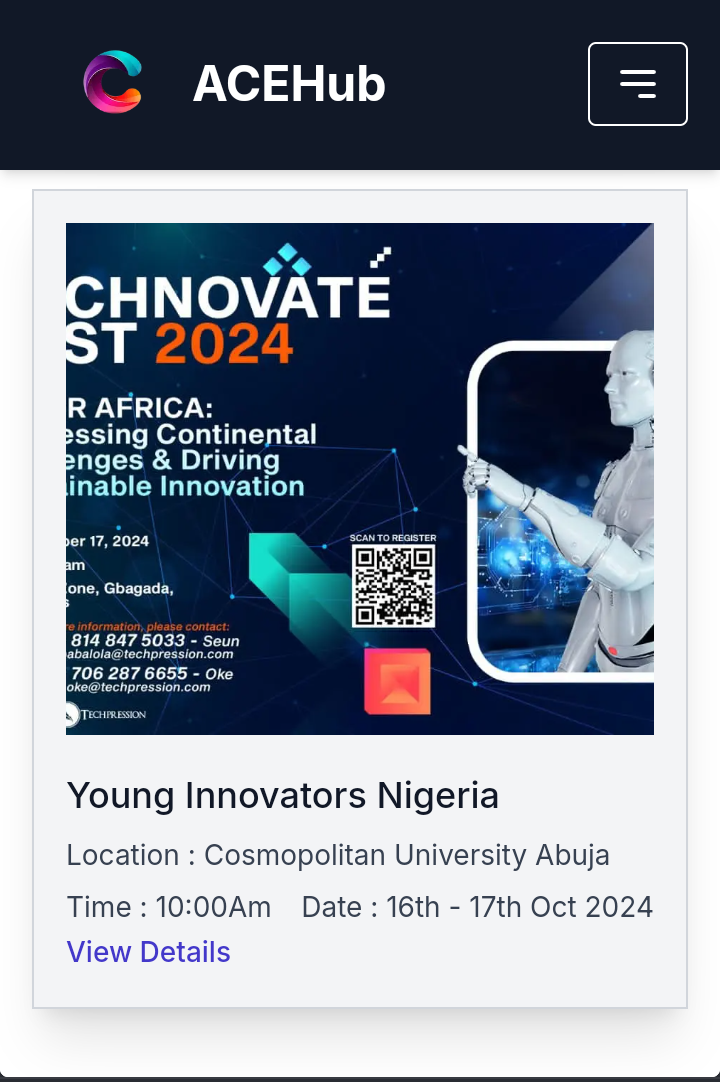 ACEHub
CHNOVATE
ST 2024
R AFRICA:
essing Continental
enges & Driving
ainable Innovation
ber 17, 2024
am
Zone, Gbagada,
s
SCAN TO REGISTER
re information, please contact:
814 847 5033 - Seun
abalola@techpression.com
706 287 6655 - Oke
oke@techpression.com
TECHPRESSION
Young Innovators Nigeria
Location : Cosmopolitan University Abuja
Time : 10:00Am Date : 16th - 17th Oct 2024
View Details